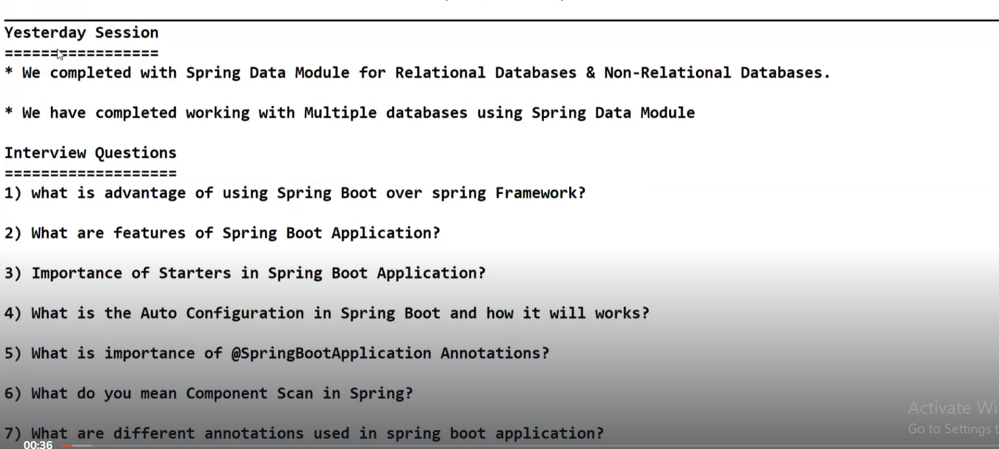 Yesterday Session
=================
* We completed with Spring Data Module for Relational Databases & Non-Relational Databases.
* We have completed working with Multiple databases using Spring Data Module
Interview Questions
===================
1) what is advantage of using Spring Boot over spring Framework?
2) What are features of Spring Boot Application?
3) Importance of Starters in Spring Boot Application?
4) What is the Auto Configuration in Spring Boot and how it will works?
5) What is importance of @SpringBootApplication Annotations?
6) What do you mean Component Scan in Spring?
Activate Wi
Go to Settings t
7) What are different annotations used in spring boot application?
00:36